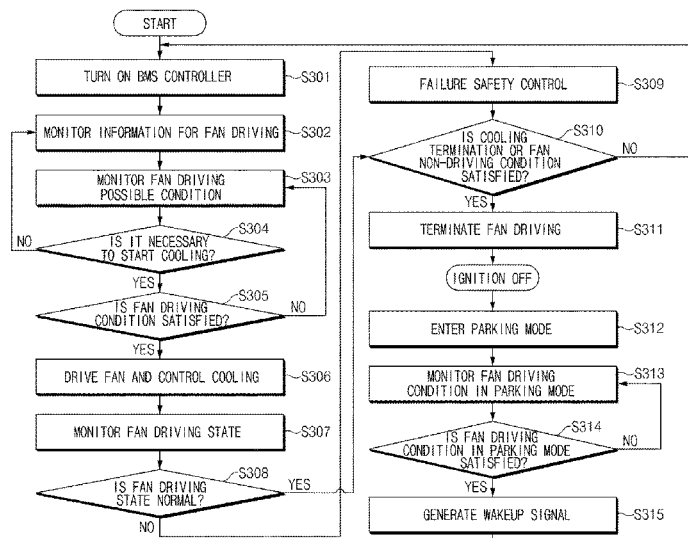 START
TURN ON BMS CONTROLLER
S301
MONITOR INFORMATION FOR FAN DRIVING
S302
S303
MONITOR FAN DRIVING
POSSIBLE CONDITION
S304
NO
IS IT NECESSARY
TO START COOLING?
YES
S305
IS FAN DRIVING
CONDITION SATISFIED?
NO
YES
DRIVE FAN AND CONTROL COOLING
S306
MONITOR FAN DRIVING STATE
S307
S308
IS FAN DRIVING
STATE NORMAL?
YES
NO
FAILURE SAFETY CONTROL
S309
S310
IS COOLING
TERMINATION OR FAN
NON-DRIVING CONDITION
SATISFIED?
NO
YES
TERMINATE FAN DRIVING
S311
IGNITION OFF
ENTER PARKING MODE
S312
S313
MONITOR FAN DRIVING
CONDITION IN PARKING MODE
S314
IS FAN DRIVING
CONDITION IN PARKING MODE
SATISFIED?
NO
YES
GENERATE WAKEUP SIGNAL
S315